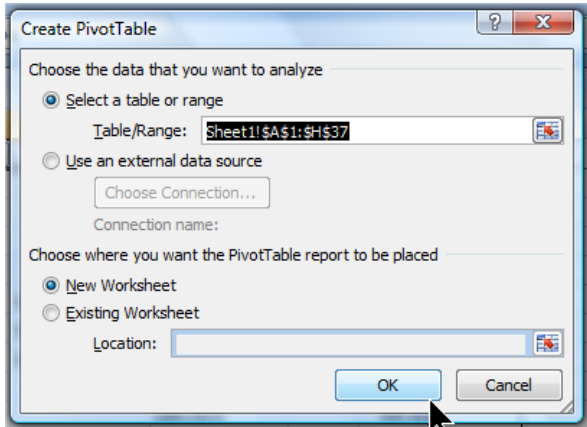 Create PivotTable
Choose the data that you want to analyze
Select a table or range
Table/Range: Sheet1!$A$1:$H$37
Use an external data source
Choose Connection...
Connection name:
Choose where you want the PivotTable report to be placed
New Worksheet
Existing Worksheet
Location:
OK Cancel